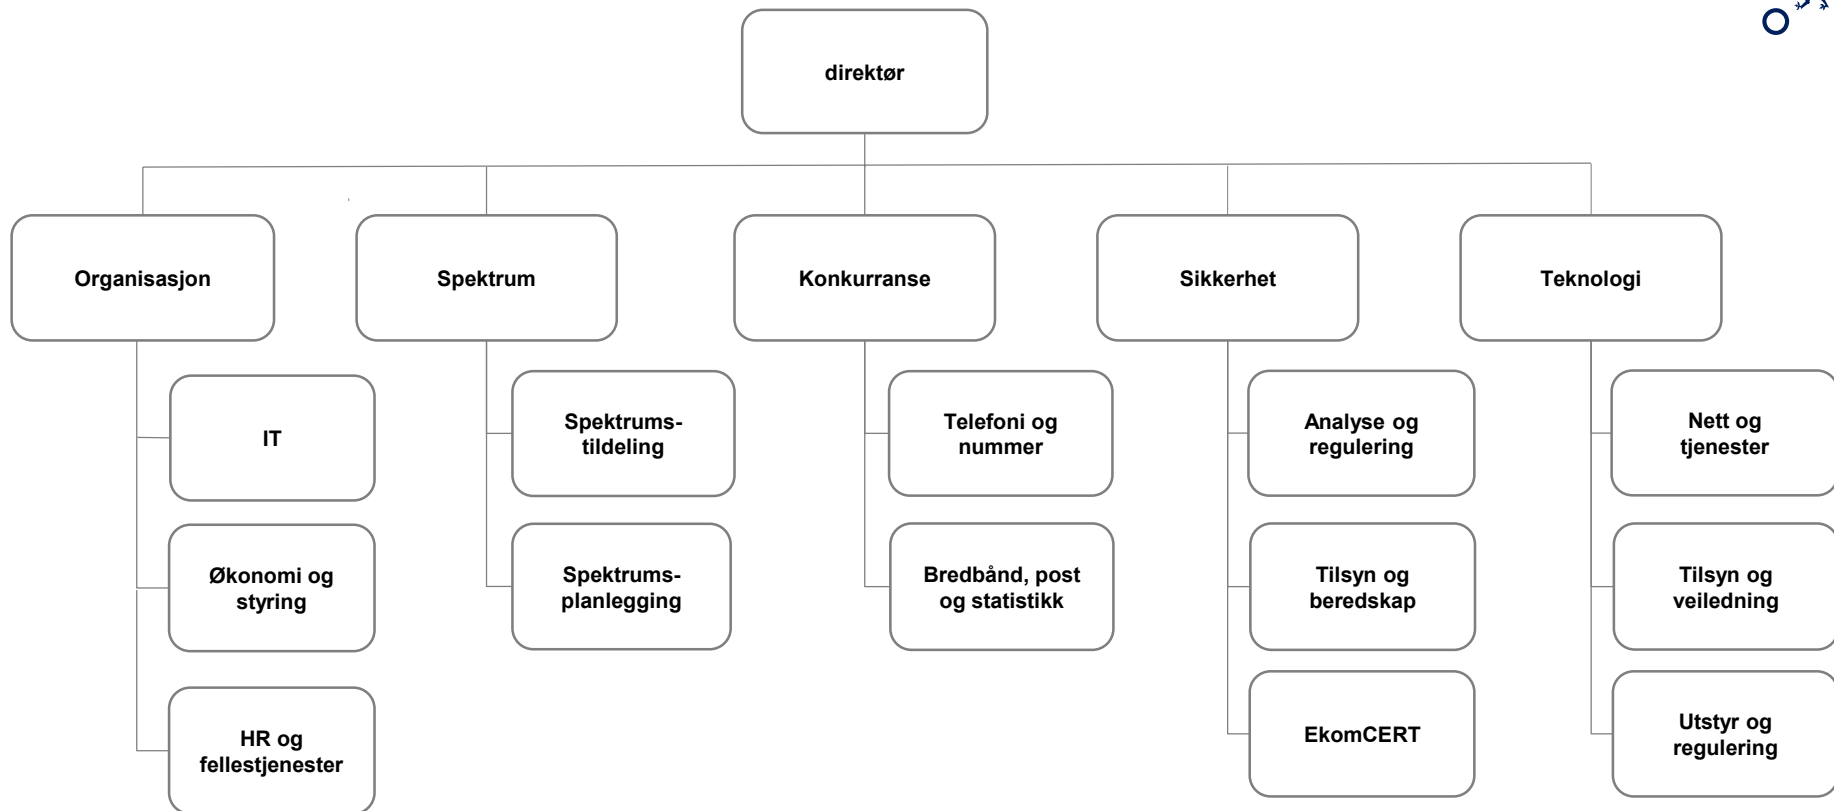 direktør
Organisasjon
Spektrum
Konkurranse
Sikkerhet
Teknologi
IT
Økonomi og
styring
HR og
fellestjenester
Spektrums-
tildeling
Spektrums-
planlegging
Telefoni og
nummer
Bredbånd, post
og statistikk
Analyse og
regulering
Tilsyn og
beredskap
EkomCERT
Nett og
tjenester
Tilsyn og
veiledning
Utstyr og
regulering